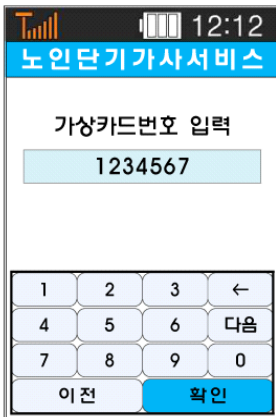 12:12
노인단기가사서비스
가상카드번호 입력
1234567
1 2 3 ←
4 5 6 다음
7 8 9 0
이전 확인